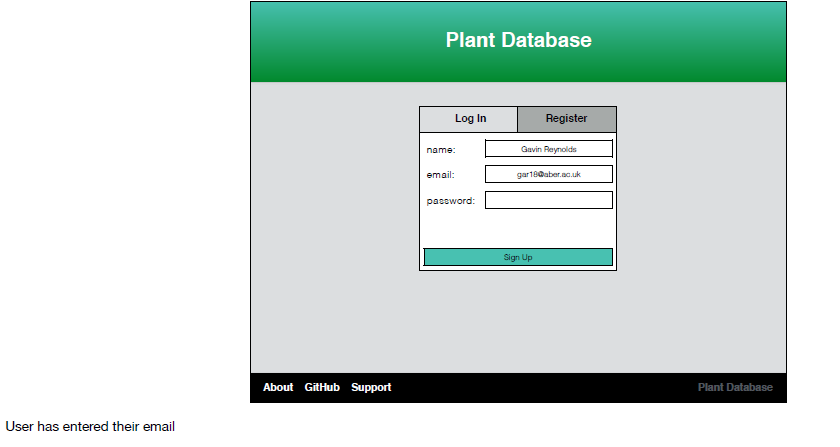 Plant Database
Log In Register
name: Gavin Reynolds
email: gar18@aber.ac.uk
password:
Sign Up
About GitHub Support Plant Database
User has entered their email